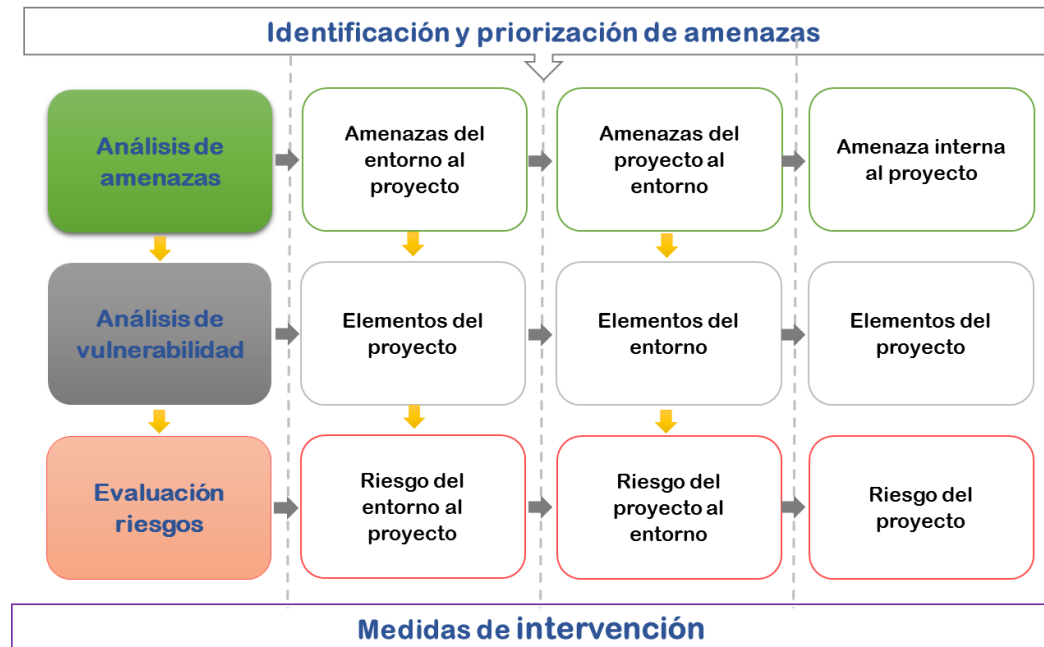 Identificación y priorización de amenazas
Análisis de
amenazas
Amenazas del
entorno al
proyecto
Amenazas del
proyecto al
entorno
Amenaza interna
al proyecto
Análisis de
vulnerabilidad
Elementos del
proyecto
Elementos del
entorno
Elementos del
proyecto
Evaluación
riesgos
Riesgo del
entorno al
proyecto
Riesgo del
proyecto al
entorno
Riesgo del
proyecto
Medidas de intervención